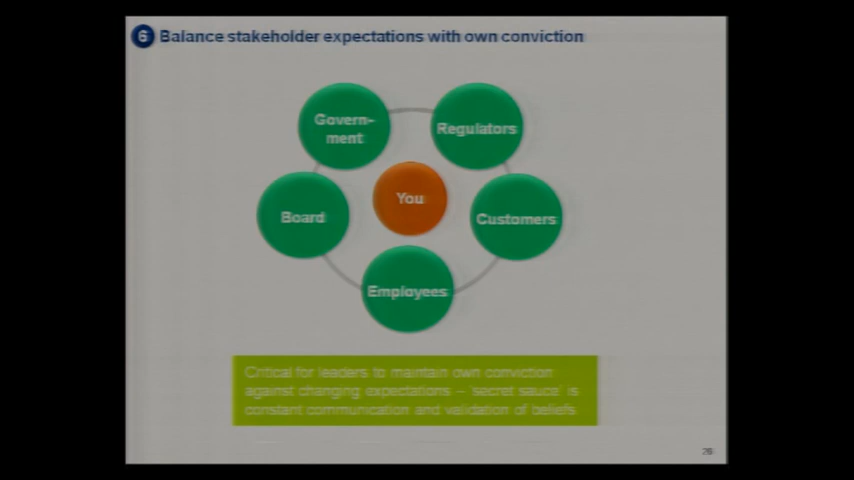 6 Balance stakeholder expectations with own conviction
Govern-
ment
Regulators
You
Board
Customers
Employees
Critical for leaders to maintain own conviction
against changing expectations – 'secret sauce' is
constant communication and validation of beliefs
26